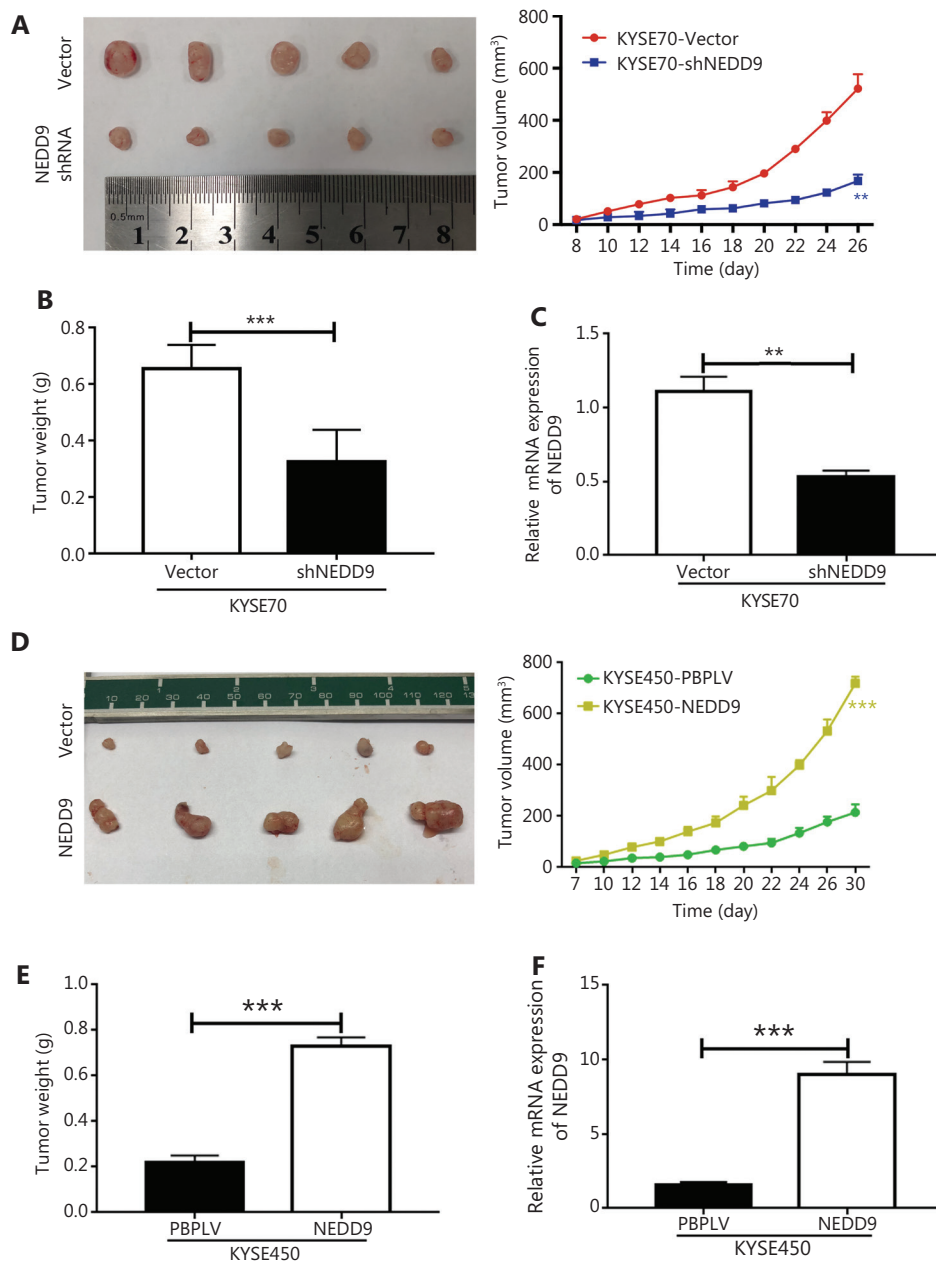 A
Vector
NEDD9
shRNA
0.5mm
1 2 3 4 5 6 7 8
Tumor volume (mm³)
800
600
400
200
0
KYSE70-Vector
KYSE70-shNEDD9
**
8 10 12 14 16 18 20 22 24 26
Time (day)
B
Tumor weight (g)
0.8
0.6
0.4
0.2
0.0
***
Vector shNEDD9
KYSE70
C
Relative mRNA expression
of NEDD9
1.5
1.0
0.5
0.0
**
Vector shNEDD9
KYSE70
D
Vector
NEDD9
1 2 3 4 5
10 20 30 40 50 60 70 80 90 100 110 120
Tumor volume (mm³)
800
600
400
200
0
KYSE450-PBPLV
KYSE450-NEDD9
***
7 10 12 14 16 18 20 22 24 26 30
Time (day)
E
Tumor weight (g)
1.0
0.8
0.6
0.4
0.2
0.0
***
PBPLV NEDD9
KYSE450
F
Relative mRNA expression
of NEDD9
15
10
5
0
***
PBPLV NEDD9
KYSE450